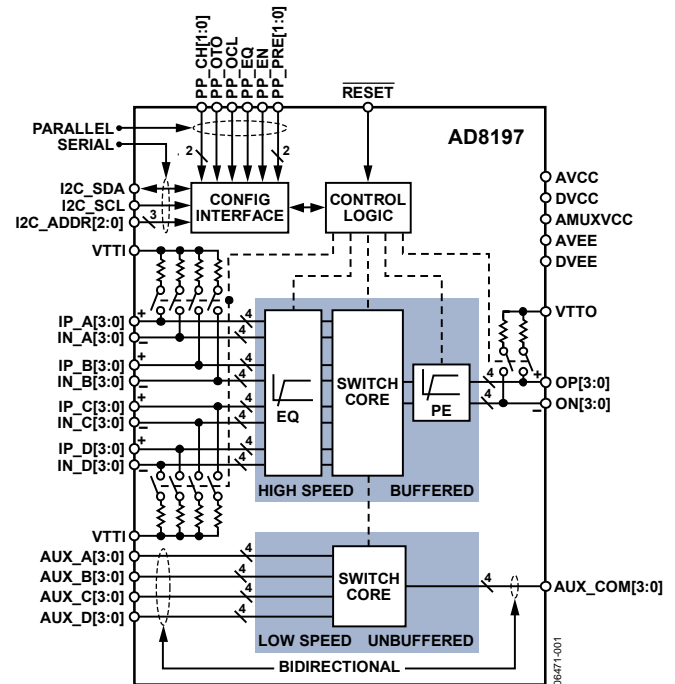 PP_CH[1:0]
PP_OTO
PP_OCL
PP_EQ
PP_EN
PP_PRE[1:0]
RESET
PARALLEL
SERIAL
AD8197
2
2
I2C_SDA
I2C_SCL
I2C_ADDR[2:0]
3
CONFIG
INTERFACE
CONTROL
LOGIC
AVCC
DVCC
AMUXVCC
AVEE
DVEE
VTTI
VTTO
+
IP_A[3:0]
4
IN_A[3:0]
4
–
+
IP_B[3:0]
4
IN_B[3:0]
4
–
+
IP_C[3:0]
4
IN_C[3:0]
4
–
+
IP_D[3:0]
4
IN_D[3:0]
4
–
EQ
SWITCH
CORE
PE
4
+
OP[3:0]
4
ON[3:0]
–
HIGH SPEED
BUFFERED
VTTI
AUX_A[3:0]
4
AUX_B[3:0]
4
AUX_C[3:0]
4
AUX_D[3:0]
4
SWITCH
CORE
4
AUX_COM[3:0]
LOW SPEED
UNBUFFERED
BIDIRECTIONAL
06471-001